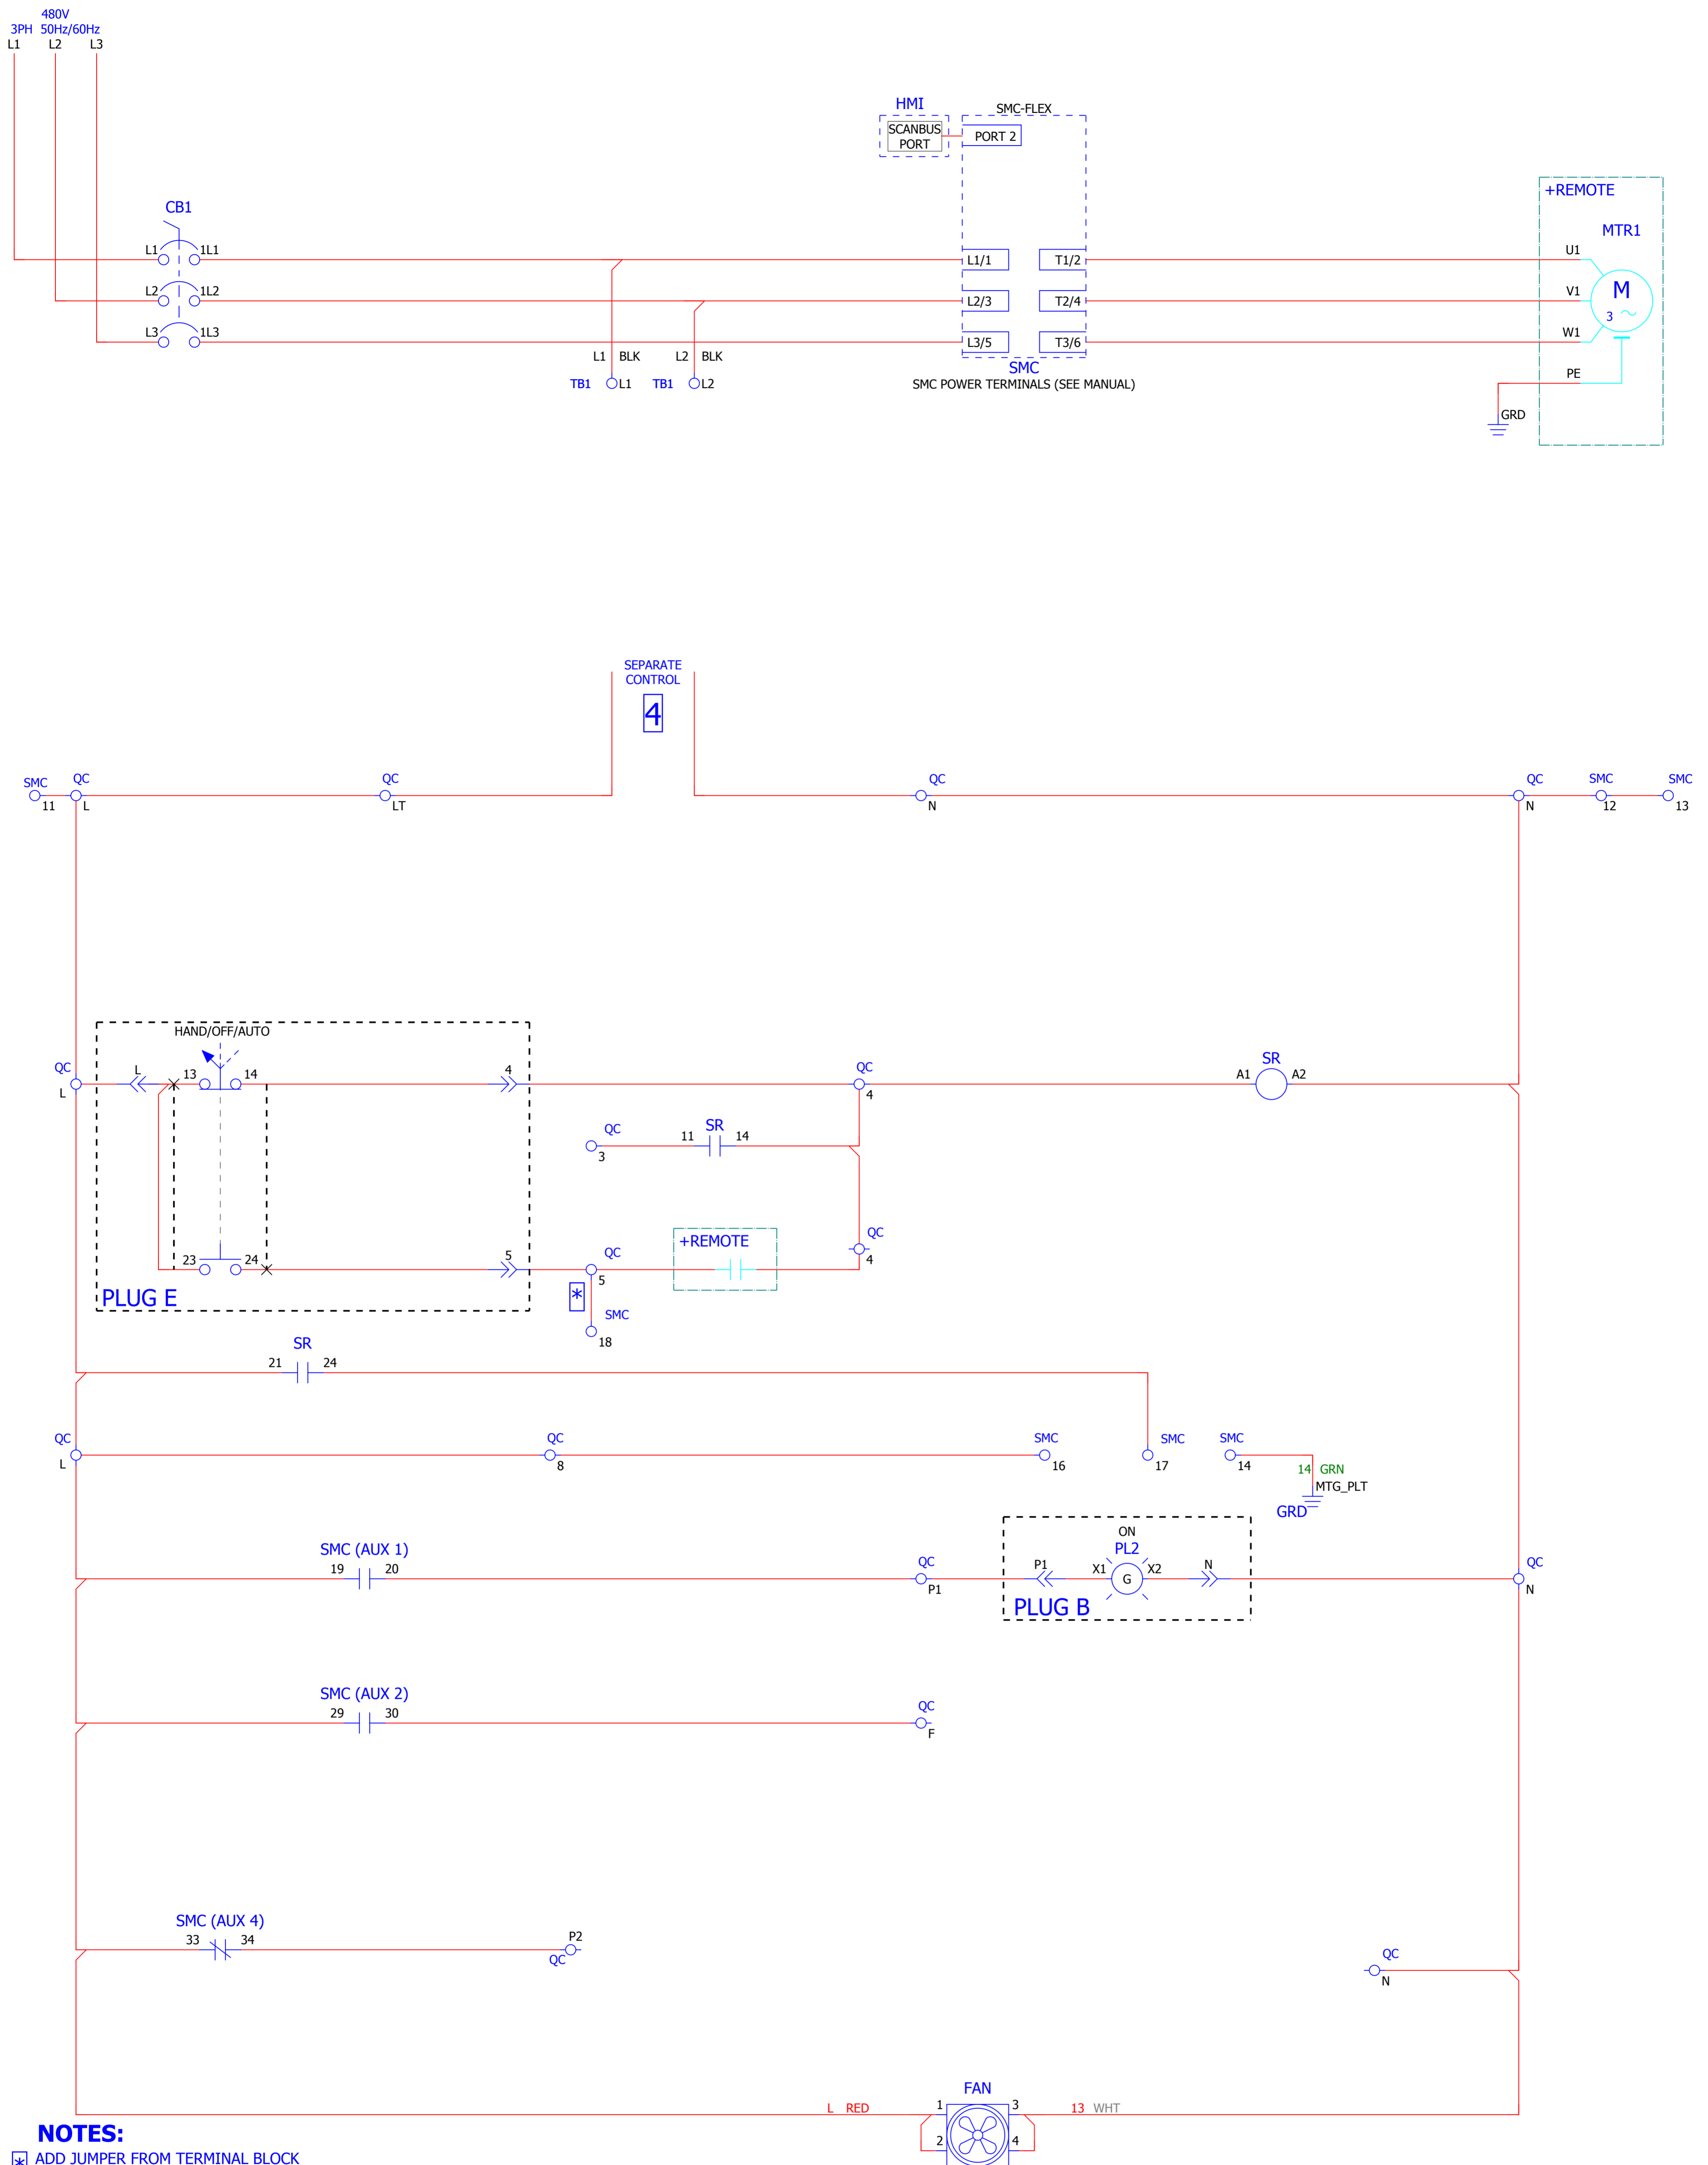 480V
3PH 50Hz/60Hz
L1 L2 L3
HMI
SCANBUS
PORT
SMC-FLEX
PORT 2
+REMOTE
MTR1
CB1
L1 1L1
L1/1 T1/2
U1
L2 1L2
L2/3 T2/4
V1
M
3
L3 1L3
L3/5 T3/6
W1
L1 BLK L2 BLK
SMC
TB1 L1 TB1 L2
SMC POWER TERMINALS (SEE MANUAL)
PE
GRD
SEPARATE
CONTROL
4
SMC QC QC QC QC SMC SMC
11 L LT N N 12 13
HAND/OFF/AUTO
QC L 13 14 4 QC SR
L 4 A1 A2
QC SR
3 11 14
QC
4
+REMOTE
23 24 5 QC
5
PLUG E
*
SMC
18
SR
21 24
QC QC SMC SMC SMC
L 8 16 17 14
14 GRN
MTG_PLT
GRD
ON
PL2
SMC (AUX 1)
19 20 QC P1 X1 G X2 N QC
P1 N
PLUG B
SMC (AUX 2)
29 30 QC
F
SMC (AUX 4)
33 34 P2
QC
QC
N
FAN
L RED 1 3 13 WHT
2 4
NOTES:
* ADD JUMPER FROM TERMINAL BLOCK